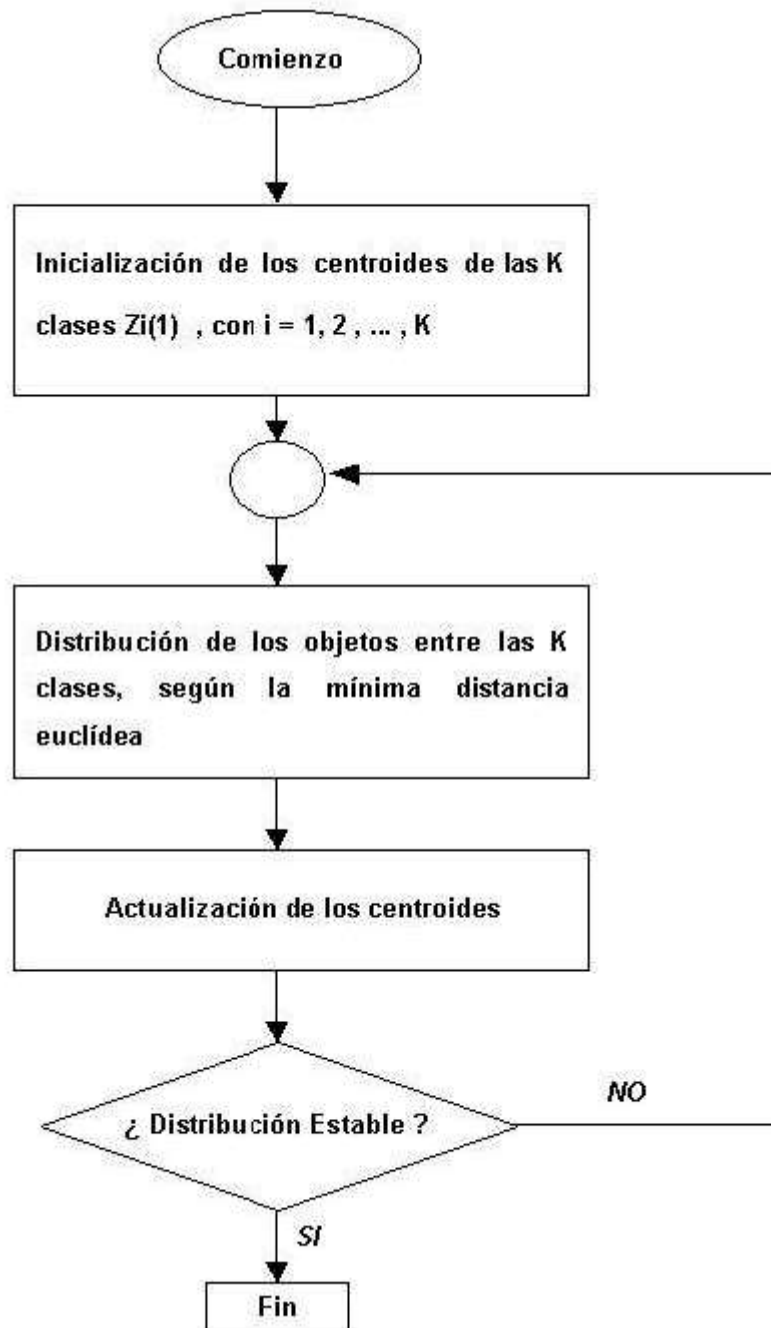 Comienzo
Inicialización de los centroides de las K
clases Zi(1) , con i = 1, 2 , ... , K
Distribución de los objetos entre las K
clases, según la mínima distancia
euclídea
Actualización de los centroides
¿ Distribución Estable ?
NO
SI
Fin